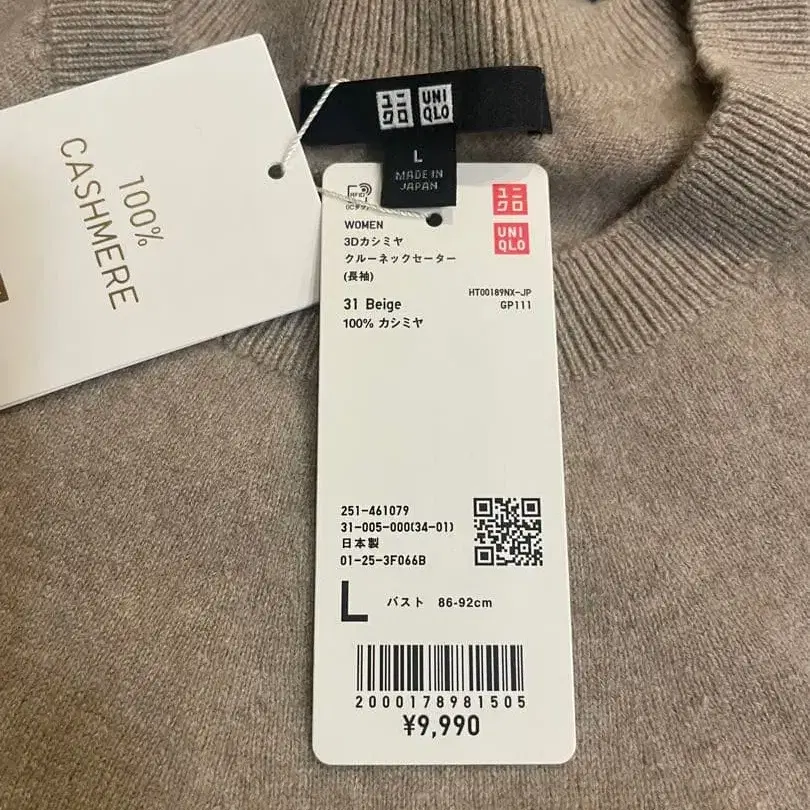 100%
CASHMERE
ユニ
クロ
UNI
QLO
L
MADE IN
JAPAN
RFID
ユニ
クロ
UNI
QLO
WOMEN
3Dカシミヤ
クルーネックセーター
(長袖)
HT00189NX-JP
31 Beige
GP111
100% カシミヤ
251-461079
31-005-000(34-01)
日本製
01-25-3F066B
L バスト 86-92cm
2000178981505
¥9,990